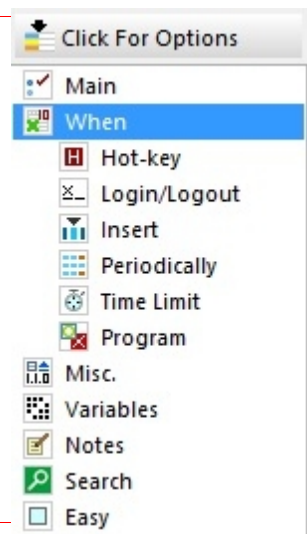 Click For Options
Main
When
Hot-key
Login/Logout
Insert
Periodically
Time Limit
Program
Misc.
Variables
Notes
Search
Easy